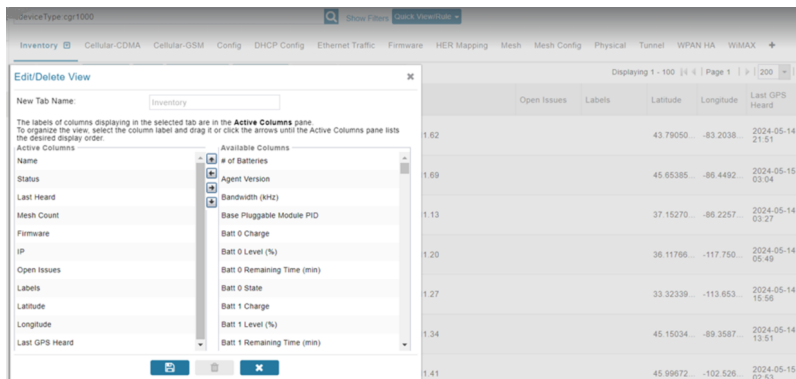 deviceType:cgr1000
Show Filters Quick View/Rule
Inventory Cellular-CDMA Cellular-GSM Config DHCP Config Ethernet Traffic Firmware HER Mapping Mesh Mesh Config Physical Tunnel WPAN HA WiMAX +
Displaying 1 - 100 Page 1 200
Edit/Delete View
New Tab Name: Inventory
The labels of columns displaying in the selected tab are in the Active Columns pane.
To organize the view, select the column label and drag it or click the arrows until the Active Columns pane lists
the desired display order.
Active Columns
Name
Status
Last Heard
Mesh Count
Firmware
IP
Open Issues
Labels
Latitude
Longitude
Last GPS Heard
Available Columns
# of Batteries
Agent Version
Bandwidth (kHz)
Base Pluggable Module PID
Batt 0 Charge
Batt 0 Level (%)
Batt 0 Remaining Time (min)
Batt 0 State
Batt 1 Charge
Batt 1 Level (%)
Batt 1 Remaining Time (min)
Open Issues Labels Latitude Longitude Last GPS
Heard
1.62 43.79050... -83.2038... 2024-05-14
21:51
1.69 45.65385... -86.4492... 2024-05-15
03:04
1.13 37.15270... -86.2257... 2024-05-14
03:27
1.20 36.11766... -117.750... 2024-05-14
05:49
1.27 33.32339... -113.653... 2024-05-14
15:56
1.34 45.15034... -89.3587... 2024-05-14
13:51
1.41 45.99672... -102.526... 2024-05-15
02:53